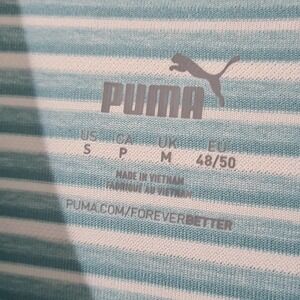 PUMA
US CA UK EU
S P M 48/50
MADE IN VIETNAM
FABRIQUÉ AU VIETNAM
PUMA.COM/FOREVERBETTER